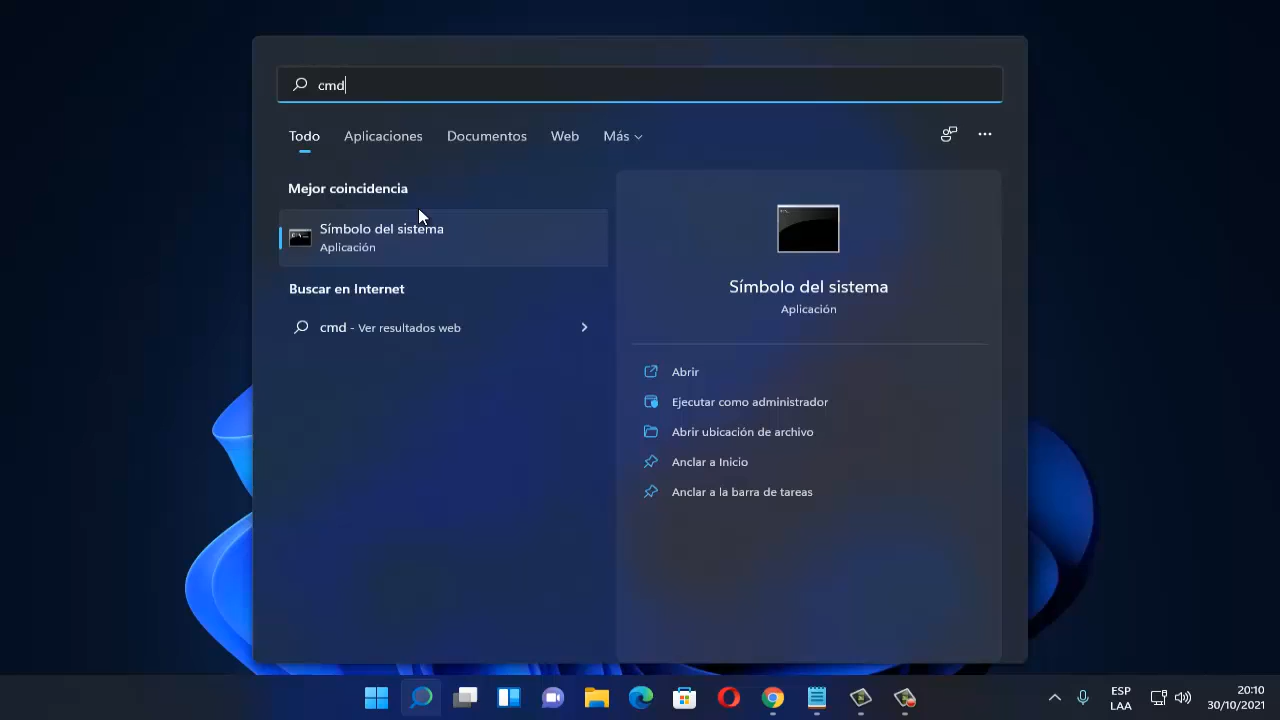 cmd
Todo Aplicaciones Documentos Web Más
Mejor coincidencia
Símbolo del sistema
Aplicación
Buscar en Internet
cmd - Ver resultados web
Símbolo del sistema
Aplicación
Abrir
Ejecutar como administrador
Abrir ubicación de archivo
Anclar a Inicio
Anclar a la barra de tareas
ESP
LAA
20:10
30/10/2021